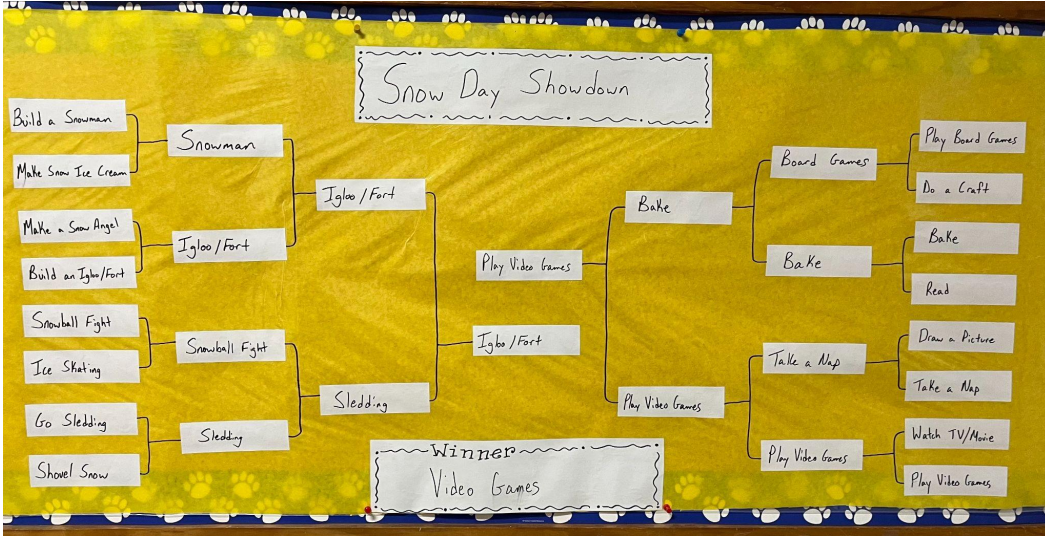 Snow Day Showdown
Build a Snowman
Make Snow Ice Cream
Make a Snow Angel
Build an Igloo/Fort
Snowball Fight
Ice Skating
Go Sledding
Shovel Snow
Snowman
Igloo/Fort
Snowball Fight
Sledding
Igloo/Fort
Sledding
Play Video Games
Igloo/Fort
Bake
Play Video Games
Board Games
Bake
Take a Nap
Play Video Games
Play Board Games
Do a Craft
Bake
Read
Draw a Picture
Take a Nap
Watch TV/Movie
Play Video Games
Winner
Video Games